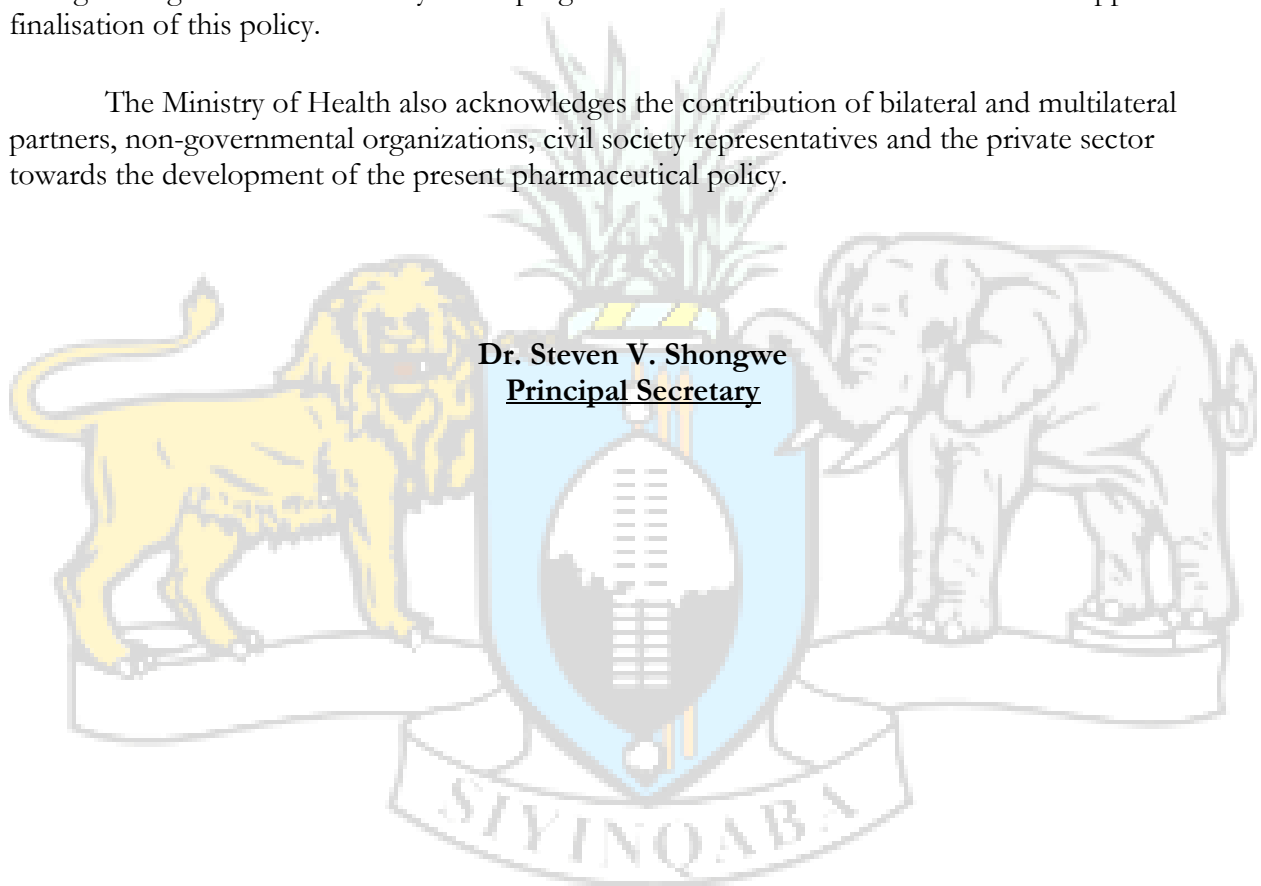 finalisation of this policy.
The Ministry of Health also acknowledges the contribution of bilateral and multilateral
partners, non-governmental organizations, civil society representatives and the private sector
towards the development of the present pharmaceutical policy.
Dr. Steven V. Shongwe
Principal Secretary
SIYINQABA